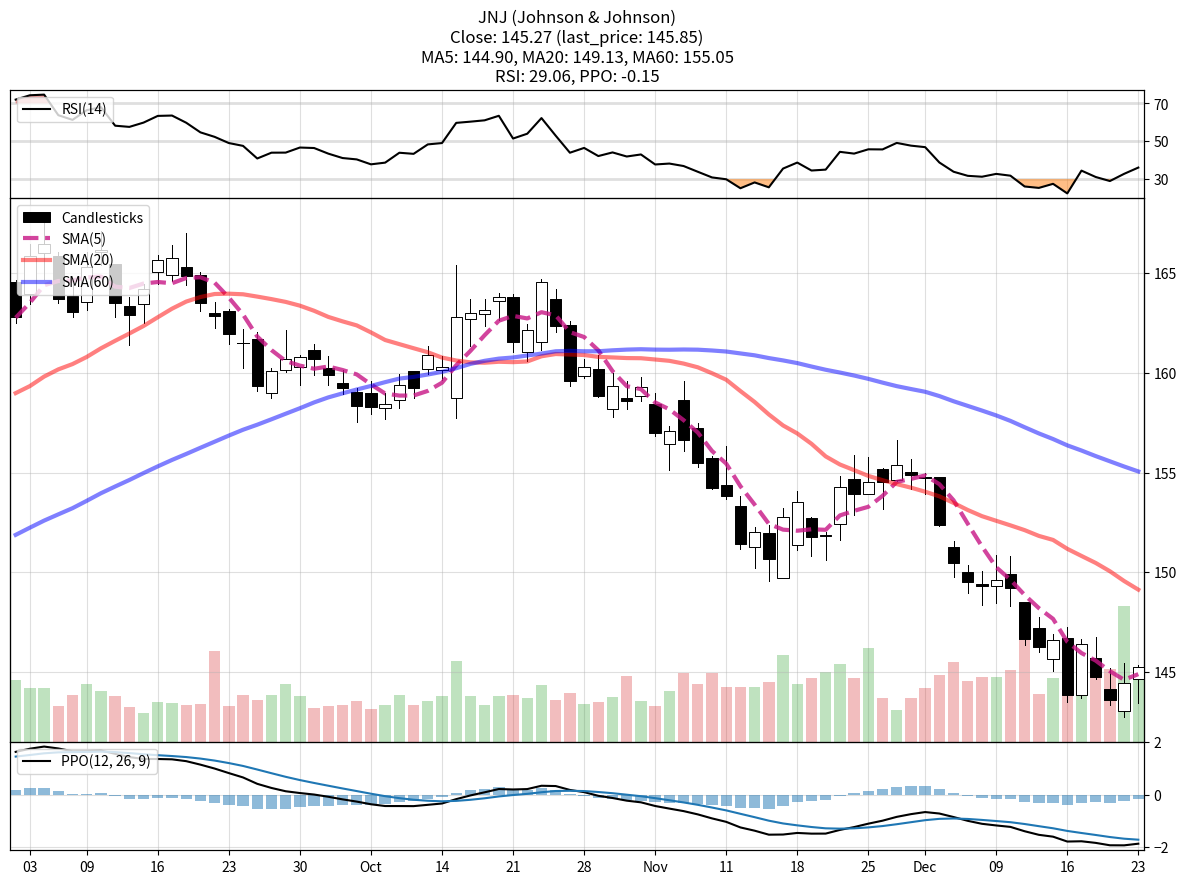 JNJ (Johnson & Johnson)
Close: 145.27 (last_price: 145.85)
MA5: 144.90, MA20: 149.13, MA60: 155.05
RSI: 29.06, PPO: -0.15
RSI(14)
70
50
30
Candlesticks
SMA(5)
SMA(20)
SMA(60)
165
160
155
150
145
PPO(12, 26, 9)
2
0
−2
03 09 16 23 30 Oct 14 21 28 Nov 11 18 25 Dec 09 16 23